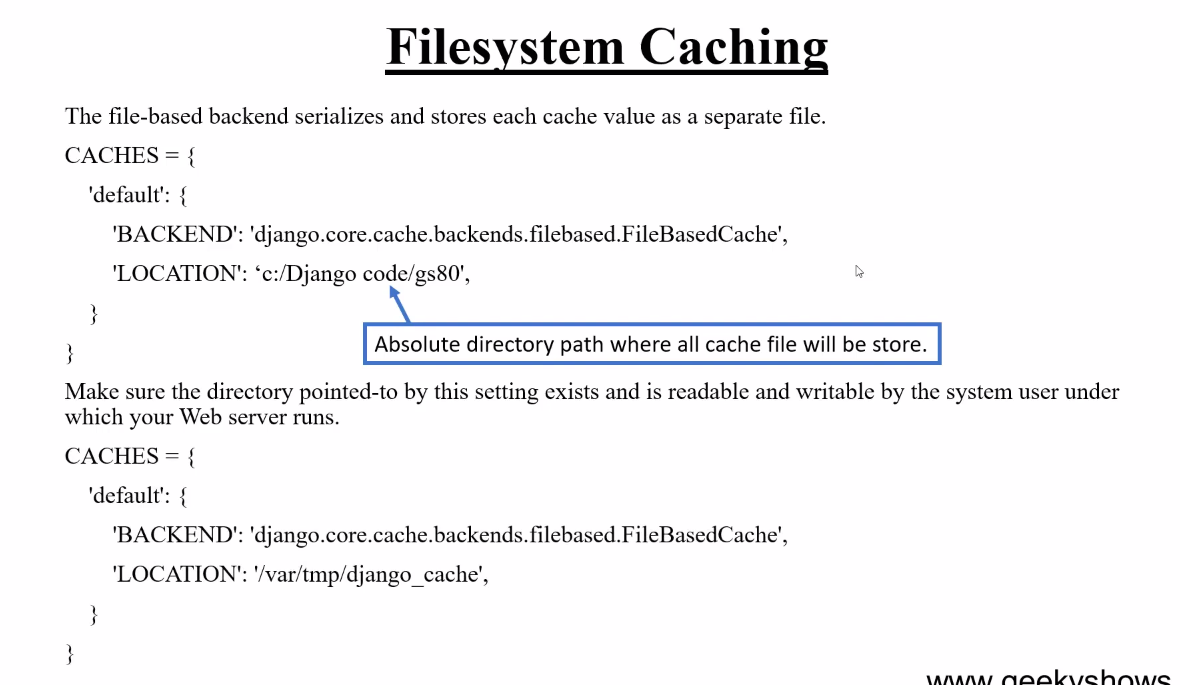 Filesystem Caching
The file-based backend serializes and stores each cache value as a separate file.
CACHES = {
'default': {
'BACKEND': 'django.core.cache.backends.filebased.FileBasedCache',
'LOCATION': ‘c:/Django code/gs80',
}
Absolute directory path where all cache file will be store.
}
Make sure the directory pointed-to by this setting exists and is readable and writable by the system user under
which your Web server runs.
CACHES = {
'default': {
'BACKEND': 'django.core.cache.backends.filebased.FileBasedCache',
'LOCATION': '/var/tmp/django_cache',
}
}
www.geekyshows